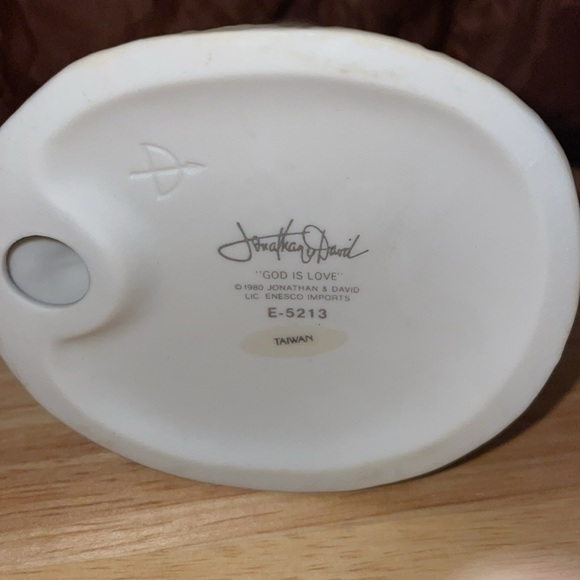 Jonathan & David
"GOD IS LOVE"
© 1980 JONATHAN & DAVID
LIC. ENESCO IMPORTS
E-5213
TAIWAN